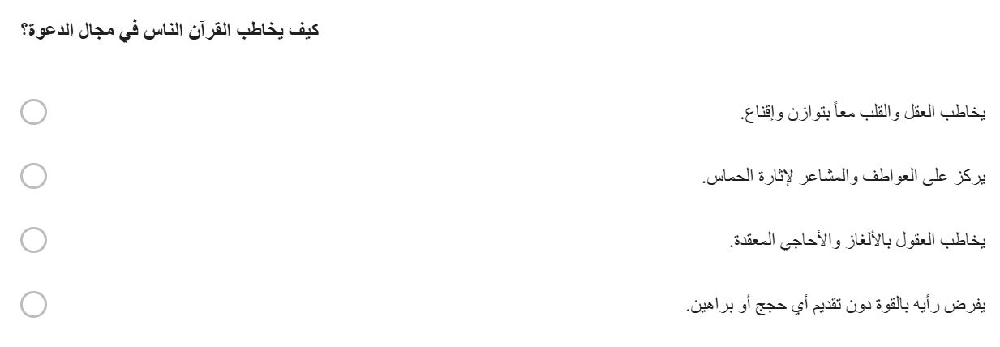 كيف يخاطب القرآن الناس في مجال الدعوة؟
يخاطب العقل والقلب معاً بتوازن وإقناع.
يركز على العواطف والمشاعر لإثارة الحماس.
يخاطب العقول بالألغاز والأحاجي المعقدة.
يفرض رأيه بالقوة دون تقديم أي حجج أو براهين.